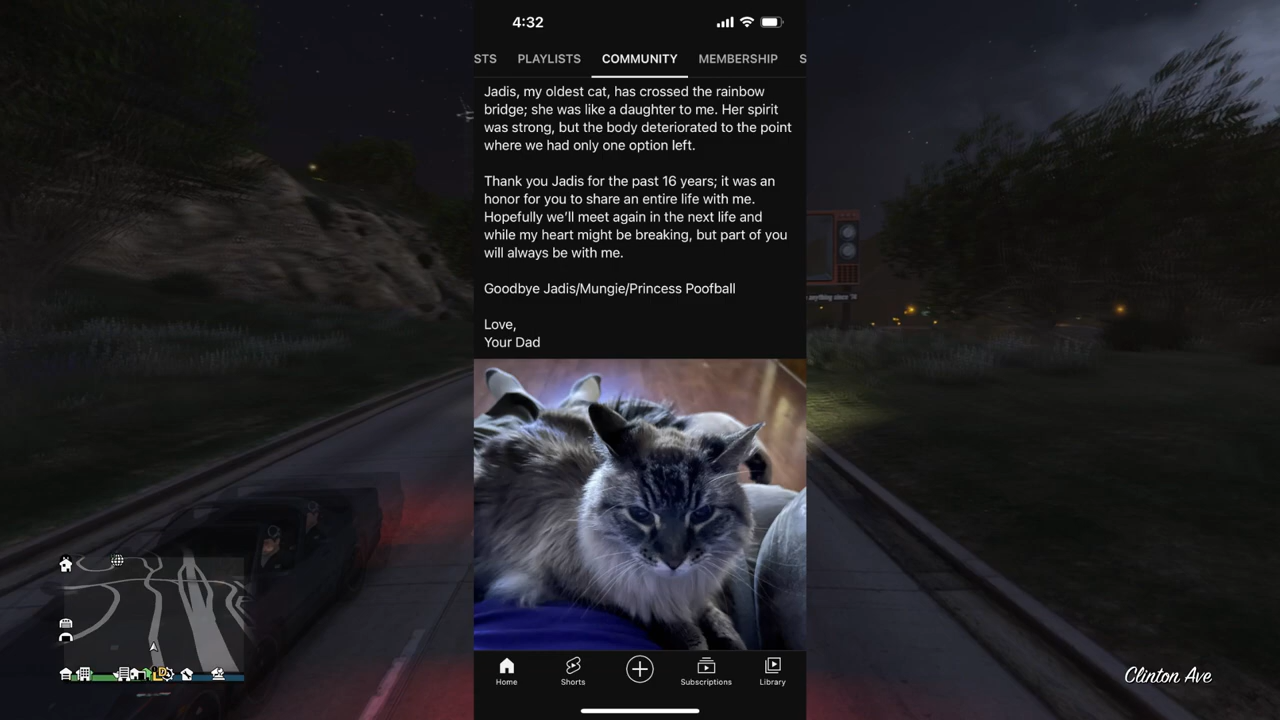 4:32
STS PLAYLISTS COMMUNITY MEMBERSHIP S
Jadis, my oldest cat, has crossed the rainbow
bridge; she was like a daughter to me. Her spirit
was strong, but the body deteriorated to the point
where we had only one option left.
Thank you Jadis for the past 16 years; it was an
honor for you to share an entire life with me.
Hopefully we'll meet again in the next life and
while my heart might be breaking, but part of you
will always be with me.
Goodbye Jadis/Mungie/Princess Poofball
Love,
Your Dad
Home Shorts Subscriptions Library
Clinton Ave